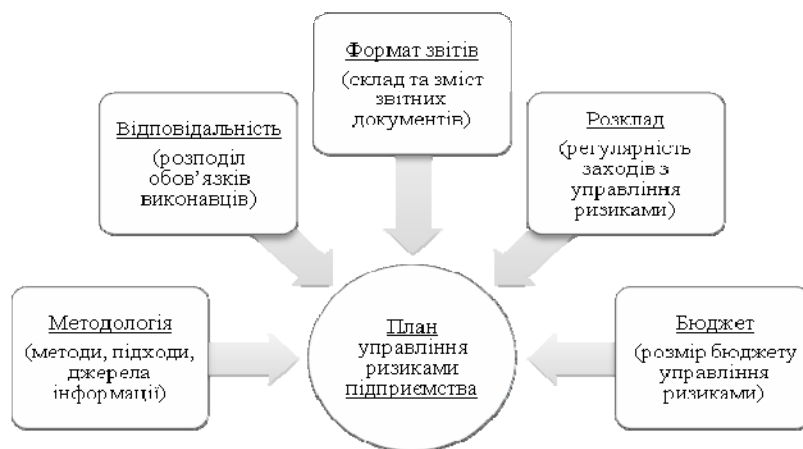 Формат звітів
(склад та зміст
звітних
документів)
Відповідальність
(розподіл
обов’язків
виконавців)
Розклад
(регулярність
заходів з
управління
ризиками)
Методологія
(методи, підходи,
джерела
інформації)
План
управління
ризиками
підприємства
Бюджет
(розмір бюджету
управління
ризиками)